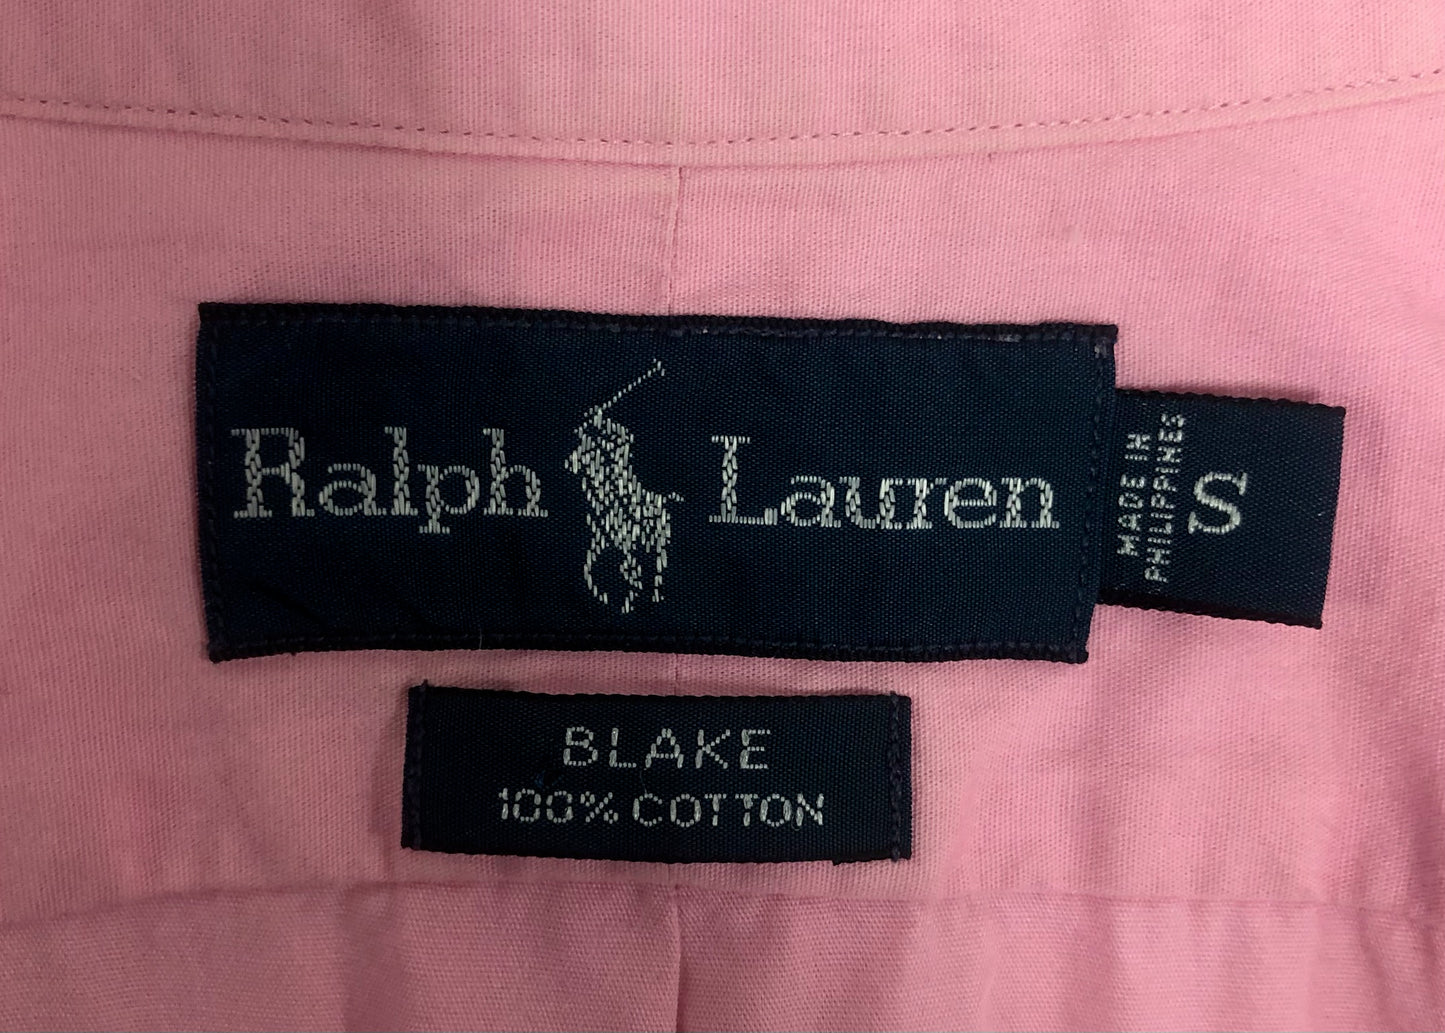 Ralph Lauren
MADE IN
PHILIPPINES
S
BLAKE
100% COTTON